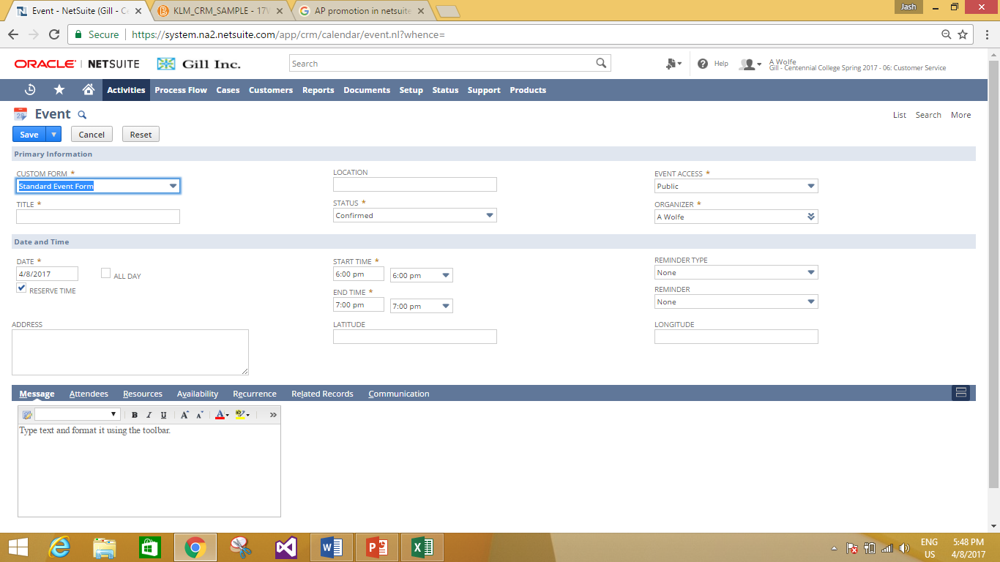 Event - NetSuite (Gill - Ce
KLM_CRM_SAMPLE - 17W
AP promotion in netsuite
Jash
Secure https://system.na2.netsuite.com/app/crm/calendar/event.nl?whence=
ORACLE | NETSUITE Gill Inc.
Search
Help
A Wolfe
Gill - Centennial College Spring 2017 - 06: Customer Service
Activities Process Flow Cases Customers Reports Documents Setup Status Support Products
Event
List Search More
Save Cancel Reset
Primary Information
CUSTOM FORM * LOCATION EVENT ACCESS *
Standard Event Form Public
TITLE * STATUS * ORGANIZER *
Confirmed A Wolfe
Date and Time
DATE * START TIME * REMINDER TYPE
4/8/2017 ALL DAY 6:00 pm 6:00 pm None
RESERVE TIME END TIME * REMINDER
7:00 pm 7:00 pm None
ADDRESS LATITUDE LONGITUDE
Message Attendees Resources Availability Recurrence Related Records Communication
B I U A A A ab
Type text and format it using the toolbar.
ENG 5:48 PM
US 4/8/2017